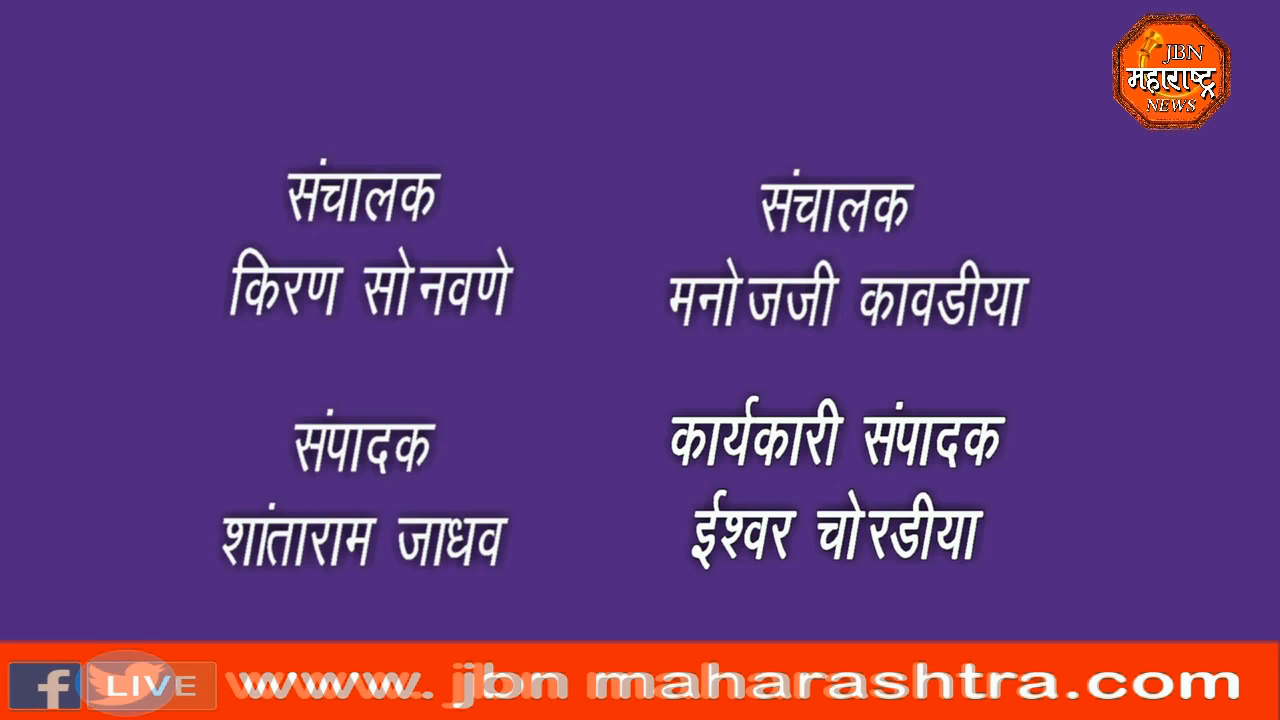 JBN
महाराष्ट्र
NEWS
संचालक
किरण सोनवणे
संचालक
मनोजजी कावडीया
संपादक
शांताराम जाधव
कार्यकारी संपादक
ईश्वर चोरडीया
f LIVE www. jbn maharashtra.com